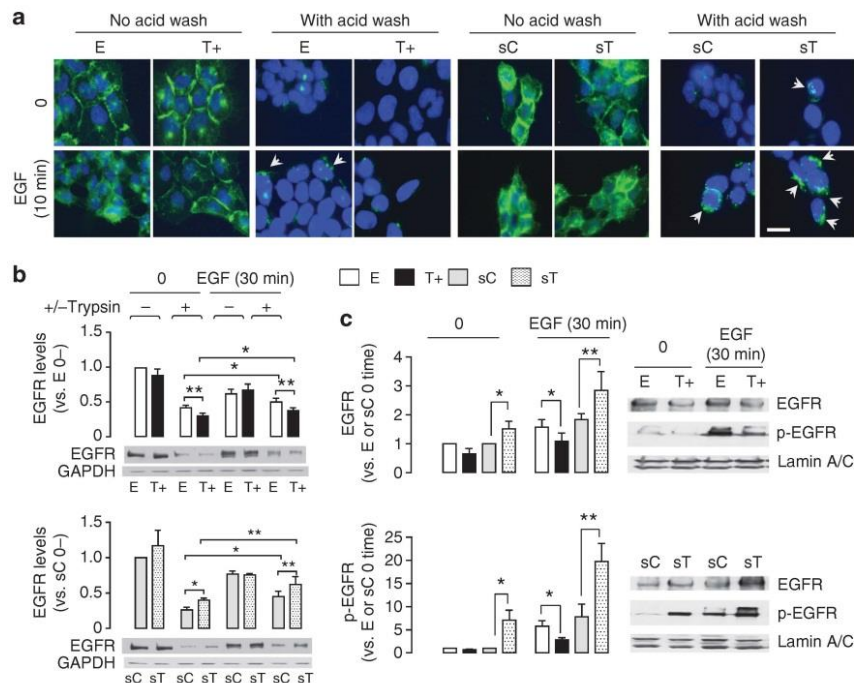 a
No acid wash With acid wash No acid wash With acid wash
E T+ E T+ sC sT sC sT
0
EGF
(10 min)
b
0 EGF (30 min)
E T+ sC sT
+/–Trypsin – + – +
EGFR levels
(vs. E 0–)
1.5
1.0
0.5
0
** * * **
EGFR
GAPDH
E T+ E T+ E T+ E T+
EGFR levels
(vs. sC 0–)
1.5
1.0
0.5
0
* * ** **
EGFR
GAPDH
sC sT sC sT sC sT sC sT
c
0 EGF (30 min)
EGFR
(vs. E or sC 0 time)
4
3
2
1
0
* * **
p-EGFR
(vs. E or sC 0 time)
25
20
15
10
5
0
* * **
0 EGF
(30 min)
E T+ E T+
EGFR
p-EGFR
Lamin A/C
sC sT sC sT
EGFR
p-EGFR
Lamin A/C